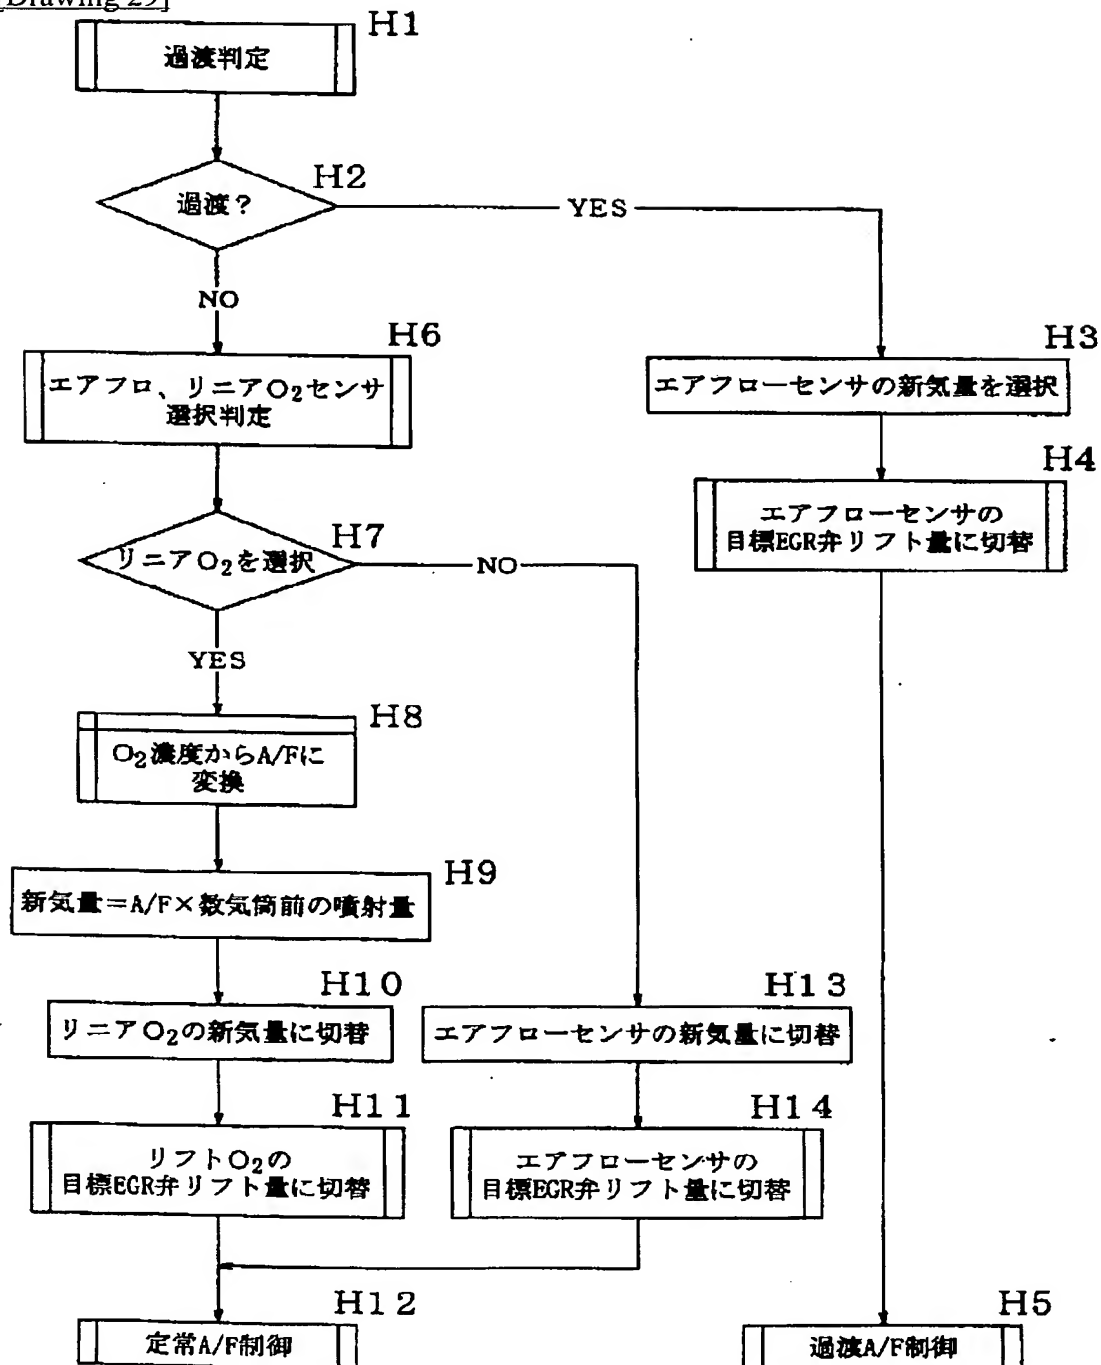 [Drawing 29]
H1
過渡判定
H2
過渡?
YES
NO
H6
エアフロ、リニアO2センサ
選択判定
H3
エアフローセンサの新気量を選択
H4
エアフローセンサの
目標EGR弁リフト量に切替
H7
リニアO2を選択
NO
YES
H8
O2濃度からA/Fに
変換
H9
新気量=A/F×数気筒前の噴射量
H10
リニアO2の新気量に切替
H13
エアフローセンサの新気量に切替
H11
リフトO2の
目標EGR弁リフト量に切替
H14
エアフローセンサの
目標EGR弁リフト量に切替
H12
定常A/F制御
H5
過渡A/F制御